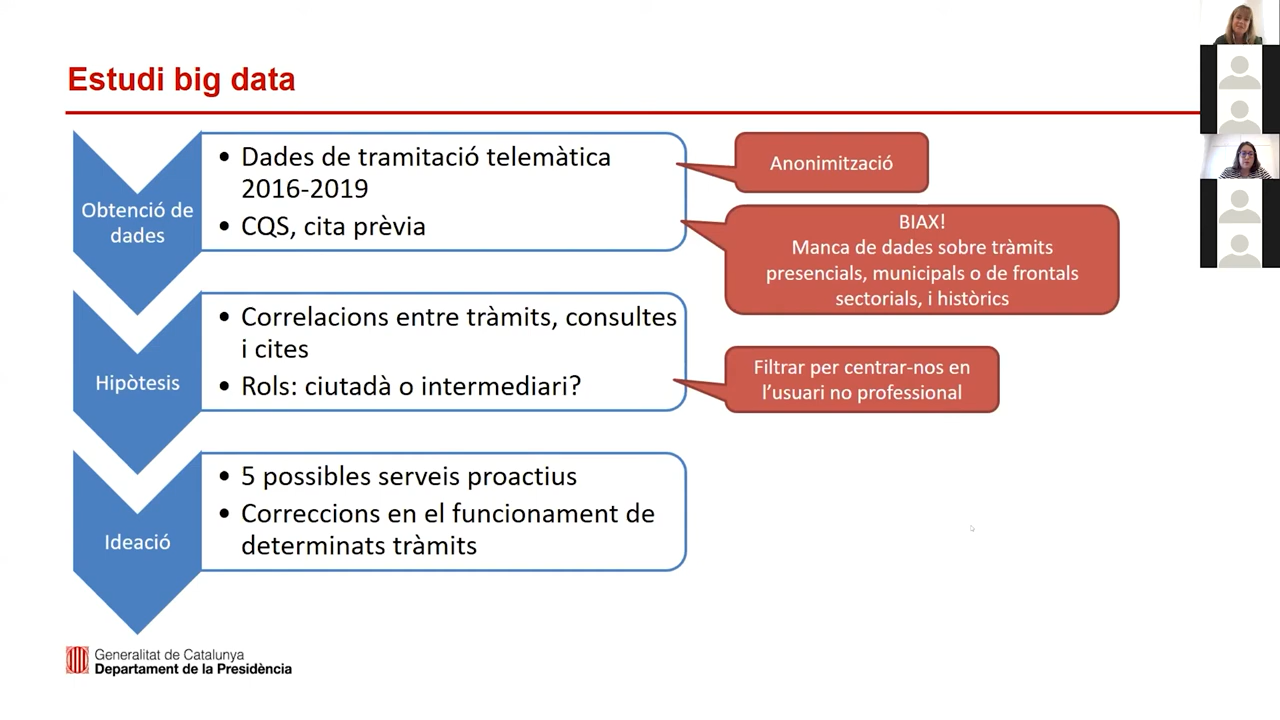 Estudi big data
Obtenció de
dades
• Dades de tramitació telemàtica
2016-2019
• CQS, cita prèvia
Anonimització
BIAX!
Manca de dades sobre tràmits
presencials, municipals o de frontals
sectorials, i històrics
Hipòtesis
• Correlacions entre tràmits, consultes
i cites
• Rols: ciutadà o intermediari?
Filtrar per centrar-nos en
l’usuari no professional
Ideació
• 5 possibles serveis proactius
• Correccions en el funcionament de
determinats tràmits
Generalitat de Catalunya
Departament de la Presidència